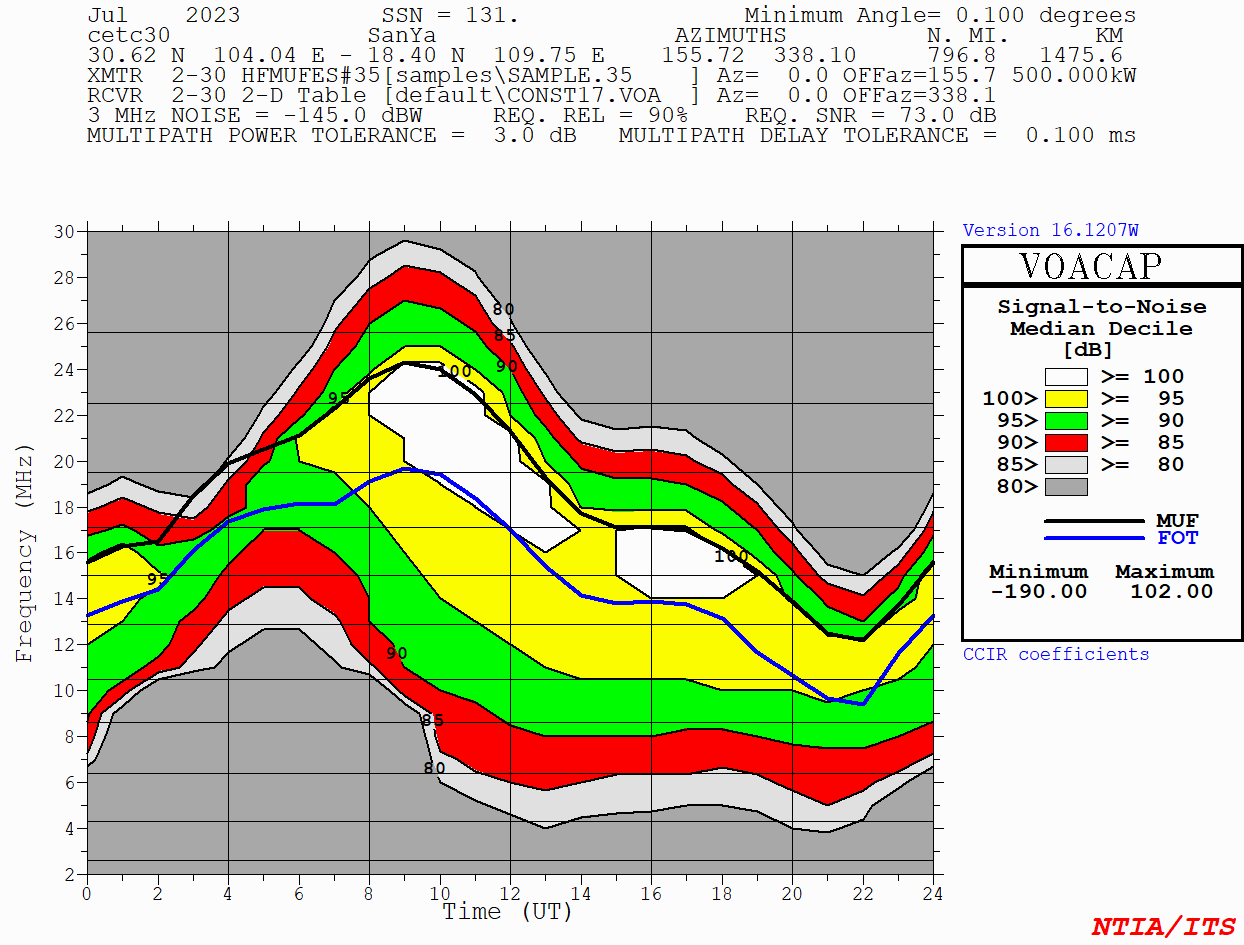 Jul    2023          SSN = 131.                Minimum Angle= 0.100 degrees
cetc30              SanYa                 AZIMUTHS          N. MI.      KM
30.62 N  104.04 E - 18.40 N  109.75 E    155.72  338.10     796.8   1475.6
XMTR  2-30 HFMUFES#35[samples\SAMPLE.35    ] Az=  0.0 OFFaz=155.7 500.000kW
RCVR  2-30 2-D Table [default\CONST17.VOA  ] Az=  0.0 OFFaz=338.1
3 MHz NOISE = -145.0 dBW     REQ. REL = 90%    REQ. SNR = 73.0 dB
MULTIPATH POWER TOLERANCE =  3.0 dB   MULTIPATH DELAY TOLERANCE =  0.100 ms
Version 16.1207W
VOACAP
Signal-to-Noise
Median Decile
[dB]
>= 100
100> >= 95
95> >= 90
90> >= 85
85> >= 80
80>
MUF
FOT
Minimum Maximum
-190.00 102.00
CCIR coefficients
30
28
26
24
22
20
18
16
14
12
10
8
6
4
2
Frequency (MHz)
80
85
90
100
95
100
95
90
85
80
0 2 4 6 8 10 12 14 16 18 20 22 24
Time (UT)
NTIA/ITS